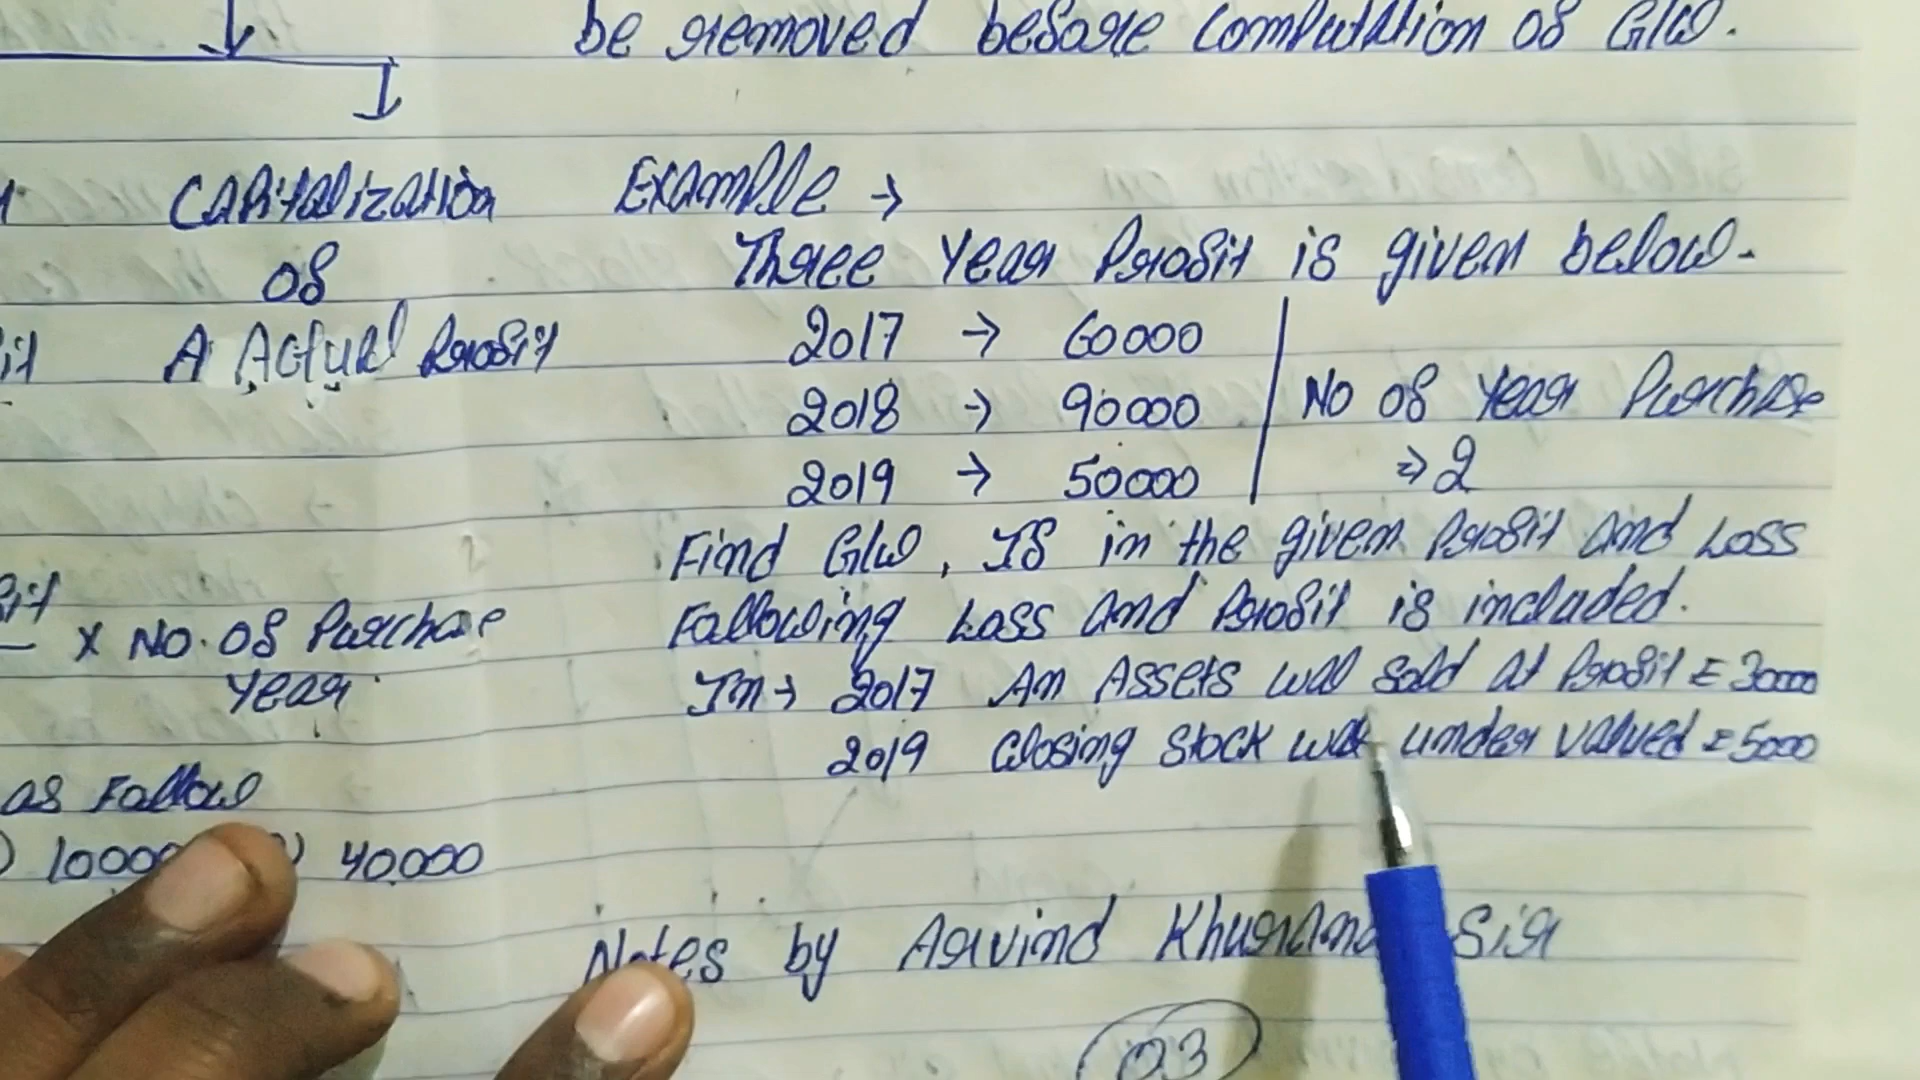 be removed before Computation of G/W.
Capitalization
of
A Actual Profit
X No. of Purchase
Year
as Follow
40,000
Example →
Three Year Profit is given below.
2017 → 60000
2018 → 90000
2019 → 50000
No of Year Purchase
⇒ 2
Find G/W, If in the given Profit and Loss
Following Loss and Profit is included.
In → 2017 An Assets was sold at Profit = 30000
2019 Closing Stock was under valued = 5000
Notes by Arvind Khurana Sir
03